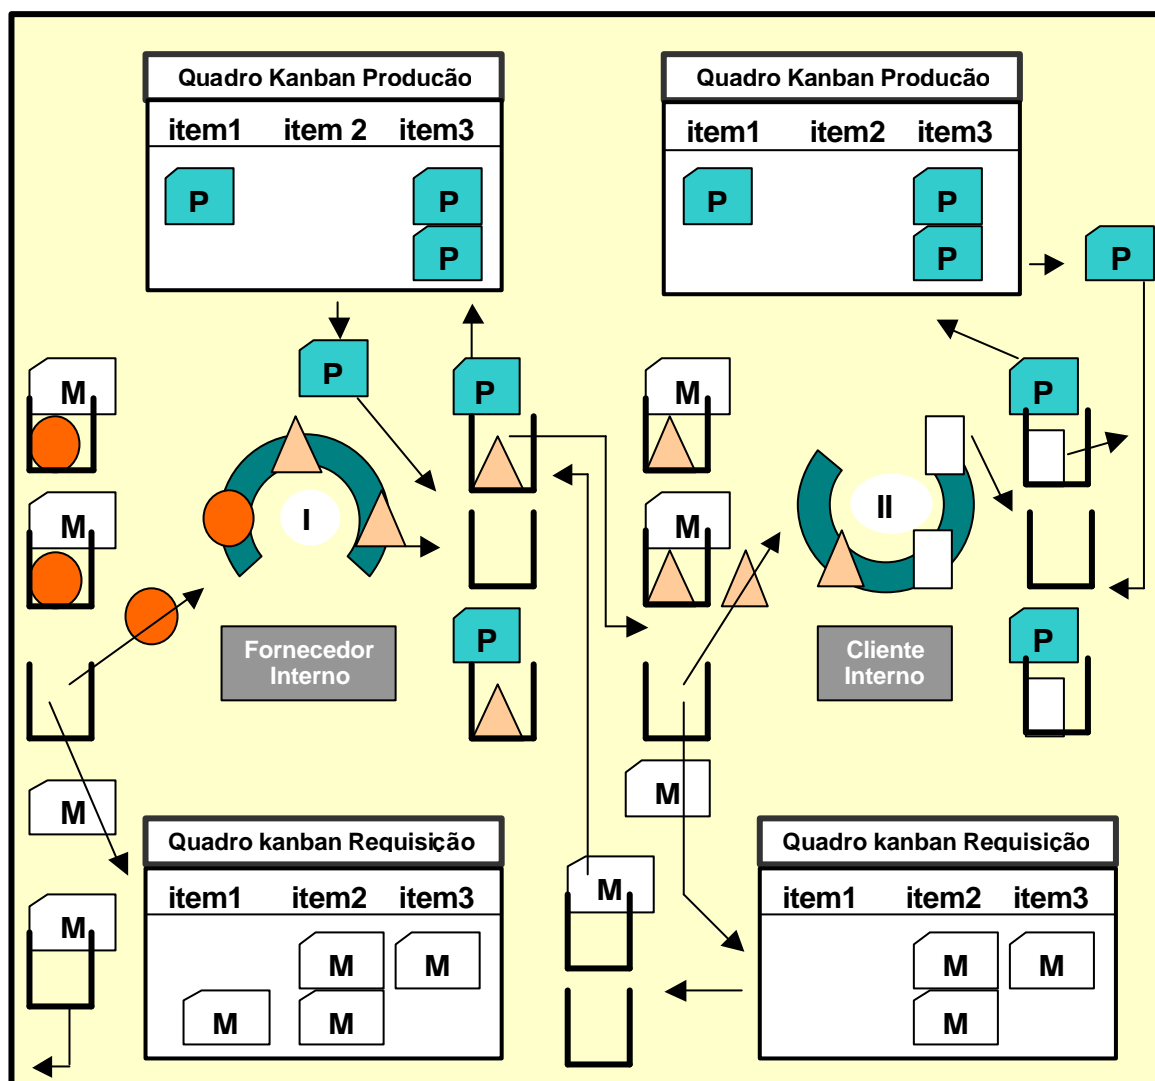 Quadro Kanban Producão
item1 item 2 item3
P P
P
Quadro Kanban Producão
item1 item2 item3
P P
P
P
P
M
P
M
P
M
M
I
II
P
Fornecedor
Interno
M
Cliente
Interno
P
M
M
Quadro kanban Requisição
item1 item2 item3
M M
M M
M
M
Quadro kanban Requisição
item1 item2 item3
M M
M